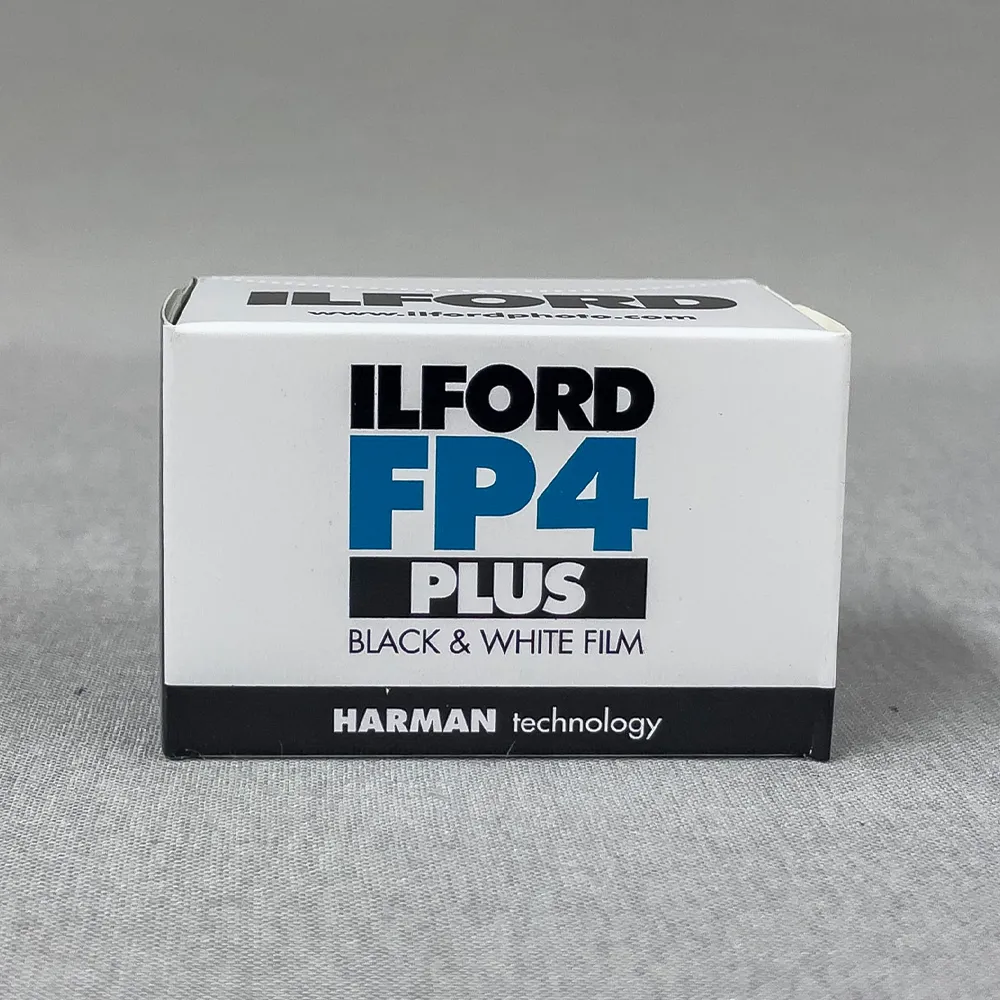 ILFORD
www.ilfordphoto.com
ILFORD
FP4
PLUS
BLACK & WHITE FILM
HARMAN technology